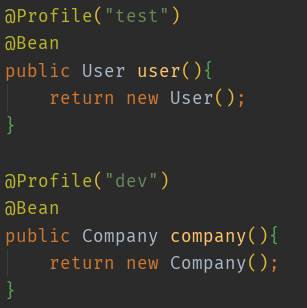 @Profile("test")
@Bean
public User user(){
    return new User();
}

@Profile("dev")
@Bean
public Company company(){
    return new Company();
}